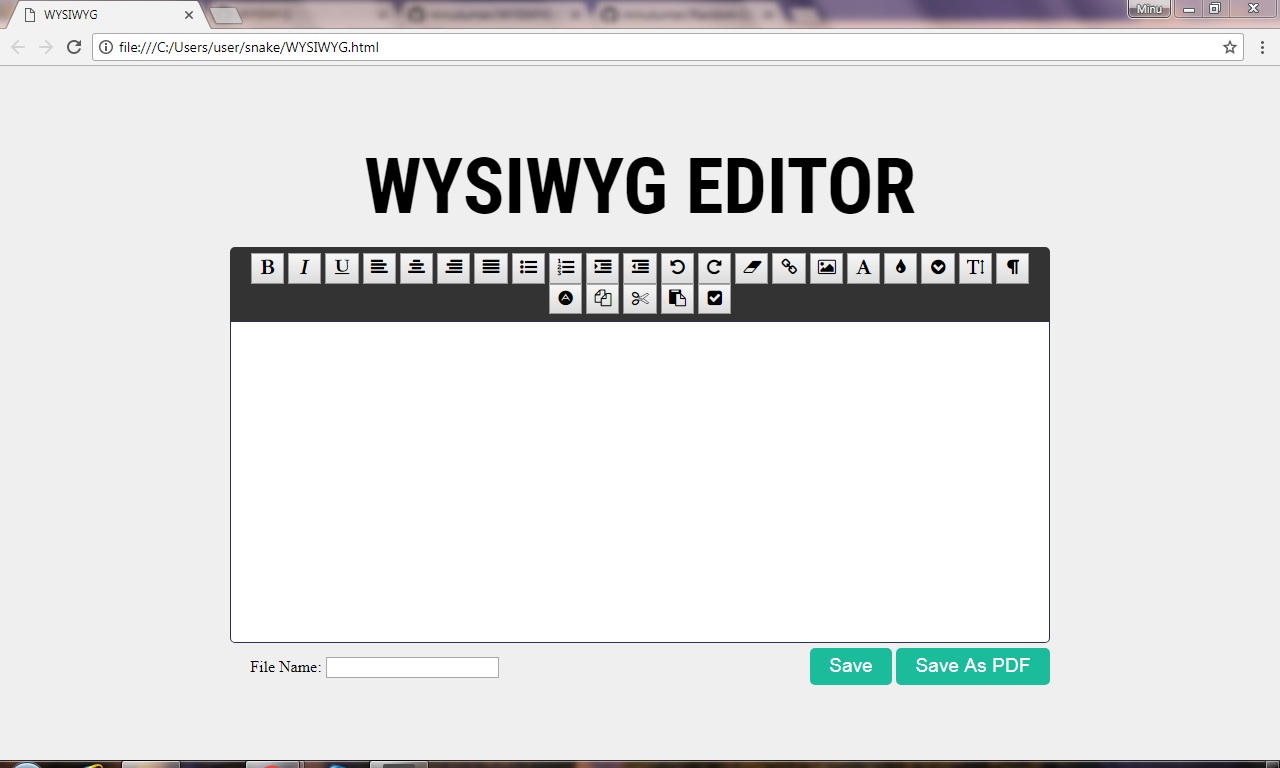 WYSIWYG
Minu
file:///C:/Users/user/snake/WYSIWYG.html
WYSIWYG EDITOR
B I U A T
A
File Name:
Save Save As PDF